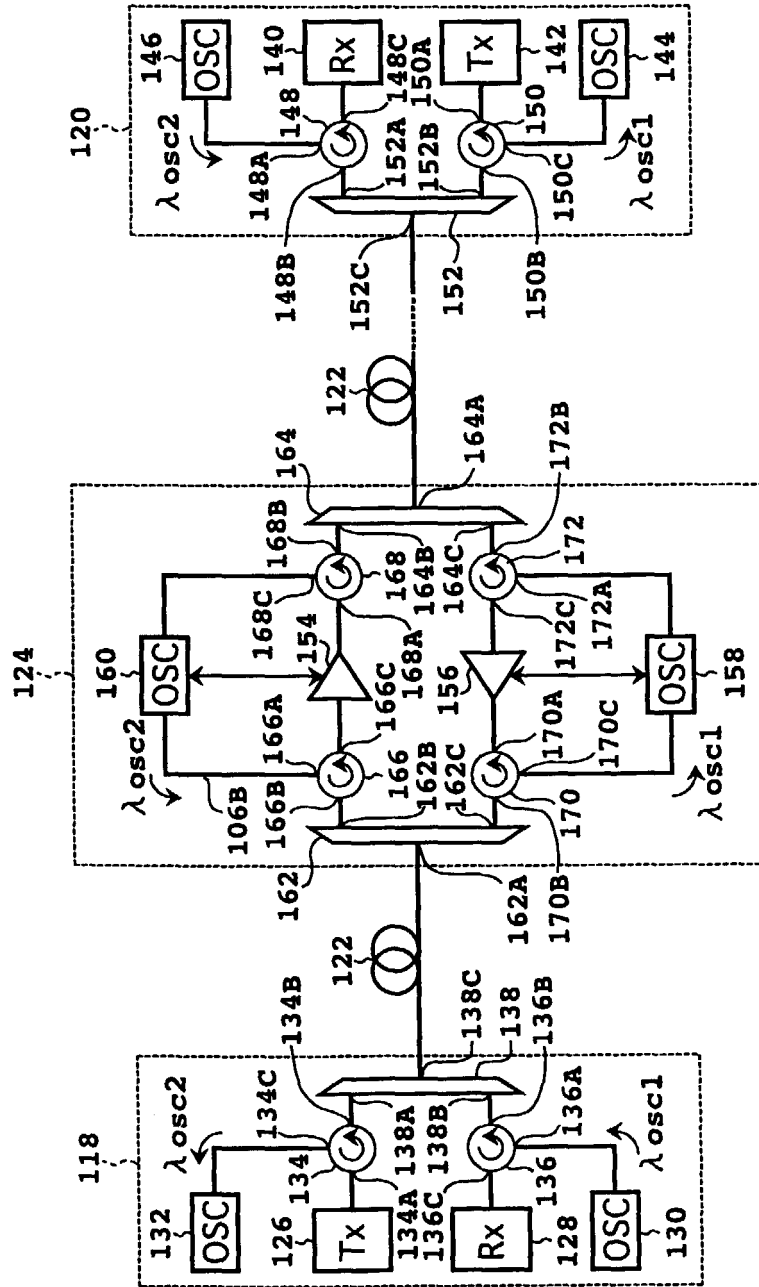 118
132
OSC
λosc2
134C
134B
134
126
Tx
138A
134A
136C
138B
Rx
128
136
136A
136B
138
138C
OSC
130
λosc1
122
124
160
OSC
λosc2
106B
166A
166B
166
166C
154
168C
168B
168
168A
164
162
162B
162C
162A
164B
164C
164A
156
170A
170C
170
170B
172C
172A
172
172B
λosc1
OSC
158
122
120
146
OSC
λosc2
148
148A
148B
140
Rx
148C
150A
152A
152B
152C
Tx
142
150
150C
150B
152
λosc1
OSC
144